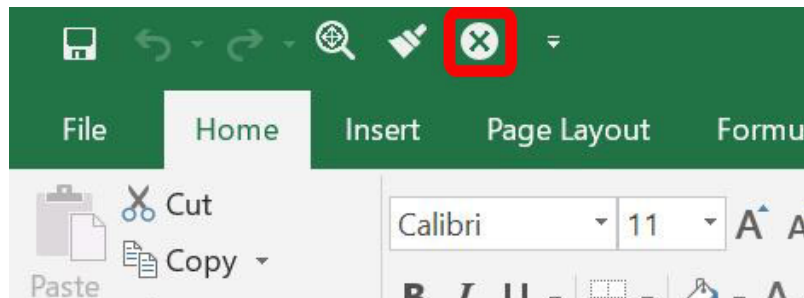 File Home Insert Page Layout Formu
Cut
Calibri 11 A A
Copy
Paste
B I U A